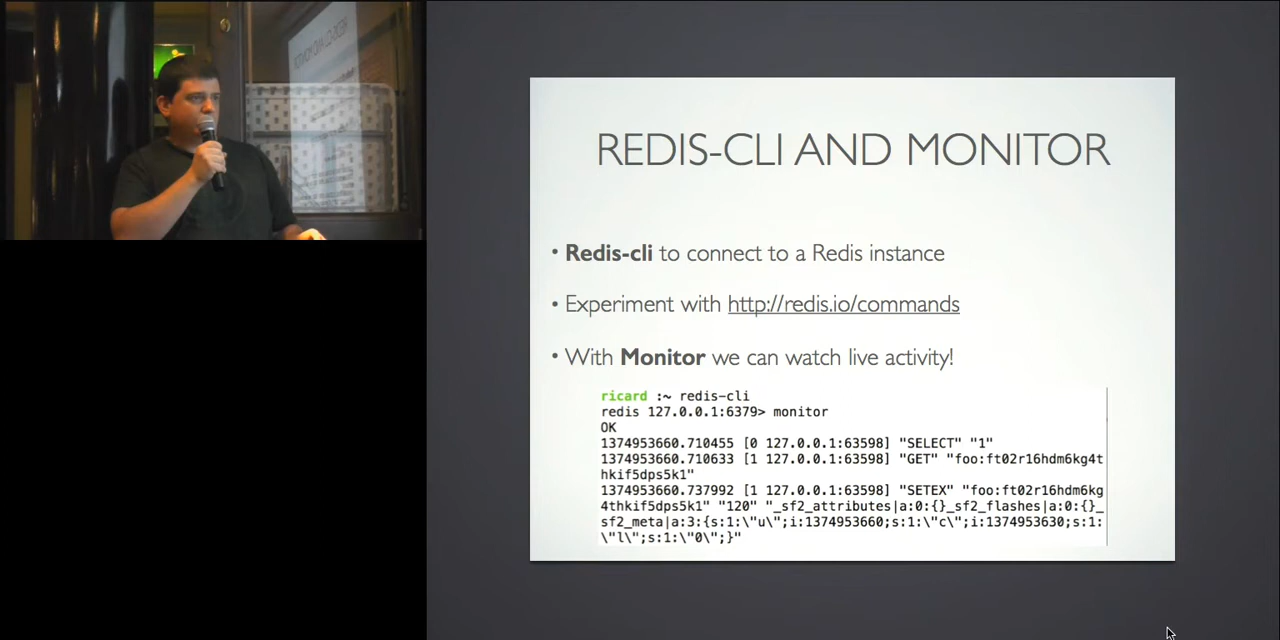 REDIS-CLI AND MONITOR
• Redis-cli to connect to a Redis instance
• Experiment with http://redis.io/commands
• With Monitor we can watch live activity!
ricard :~ redis-cli
redis 127.0.0.1:6379> monitor
OK
1374953660.710455 [0 127.0.0.1:63598] "SELECT" "1"
1374953660.710633 [1 127.0.0.1:63598] "GET" "foo:ft02r16hdm6kg4t
hkif5dps5k1"
1374953660.737992 [1 127.0.0.1:63598] "SETEX" "foo:ft02r16hdm6kg
4thkif5dps5k1" "120" "_sf2_attributes|a:0:{}_sf2_flashes|a:0:{}_
sf2_meta|a:3:{s:1:\"u\";i:1374953660;s:1:\"c\";i:1374953630;s:1:
\"l\";s:1:\"0\";}"